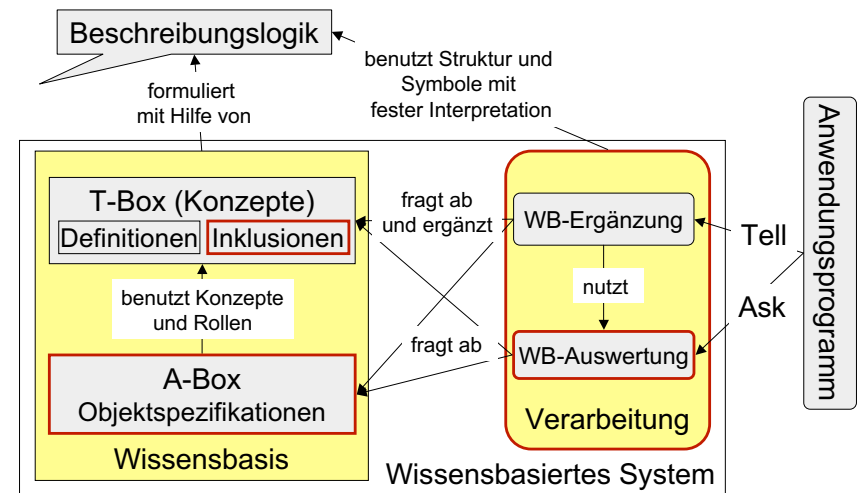 Beschreibungslogik
benutzt Struktur und
Symbole mit
fester Interpretation
formuliert
mit Hilfe von
Anwendungsprogramm
T-Box (Konzepte)
Definitionen
Inklusionen
fragt ab
und ergänzt
WB-Ergänzung
Tell
benutzt Konzepte
und Rollen
nutzt
Ask
fragt ab
WB-Auswertung
A-Box
Objektspezifikationen
Verarbeitung
Wissensbasis
Wissensbasiertes System